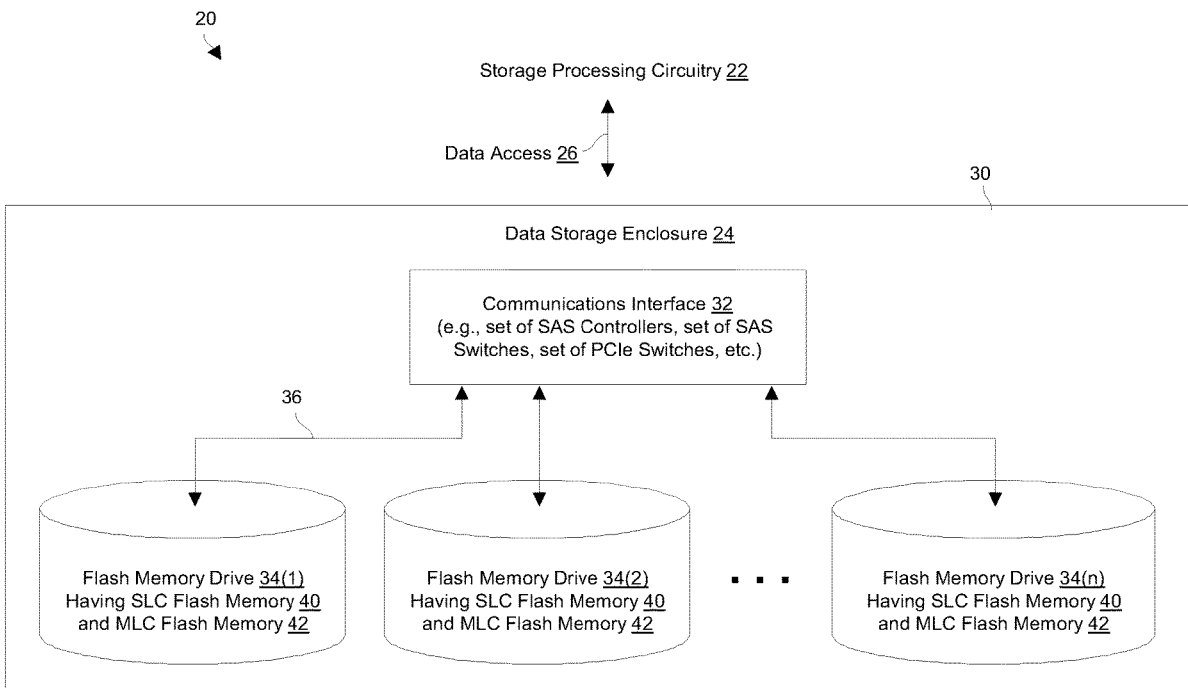 20
Storage Processing Circuitry 22
Data Access 26
30
Data Storage Enclosure 24
Communications Interface 32
(e.g., set of SAS Controllers, set of SAS
Switches, set of PCIe Switches, etc.)
36
Flash Memory Drive 34(1)
Having SLC Flash Memory 40
and MLC Flash Memory 42
Flash Memory Drive 34(2)
Having SLC Flash Memory 40
and MLC Flash Memory 42
Flash Memory Drive 34(n)
Having SLC Flash Memory 40
and MLC Flash Memory 42